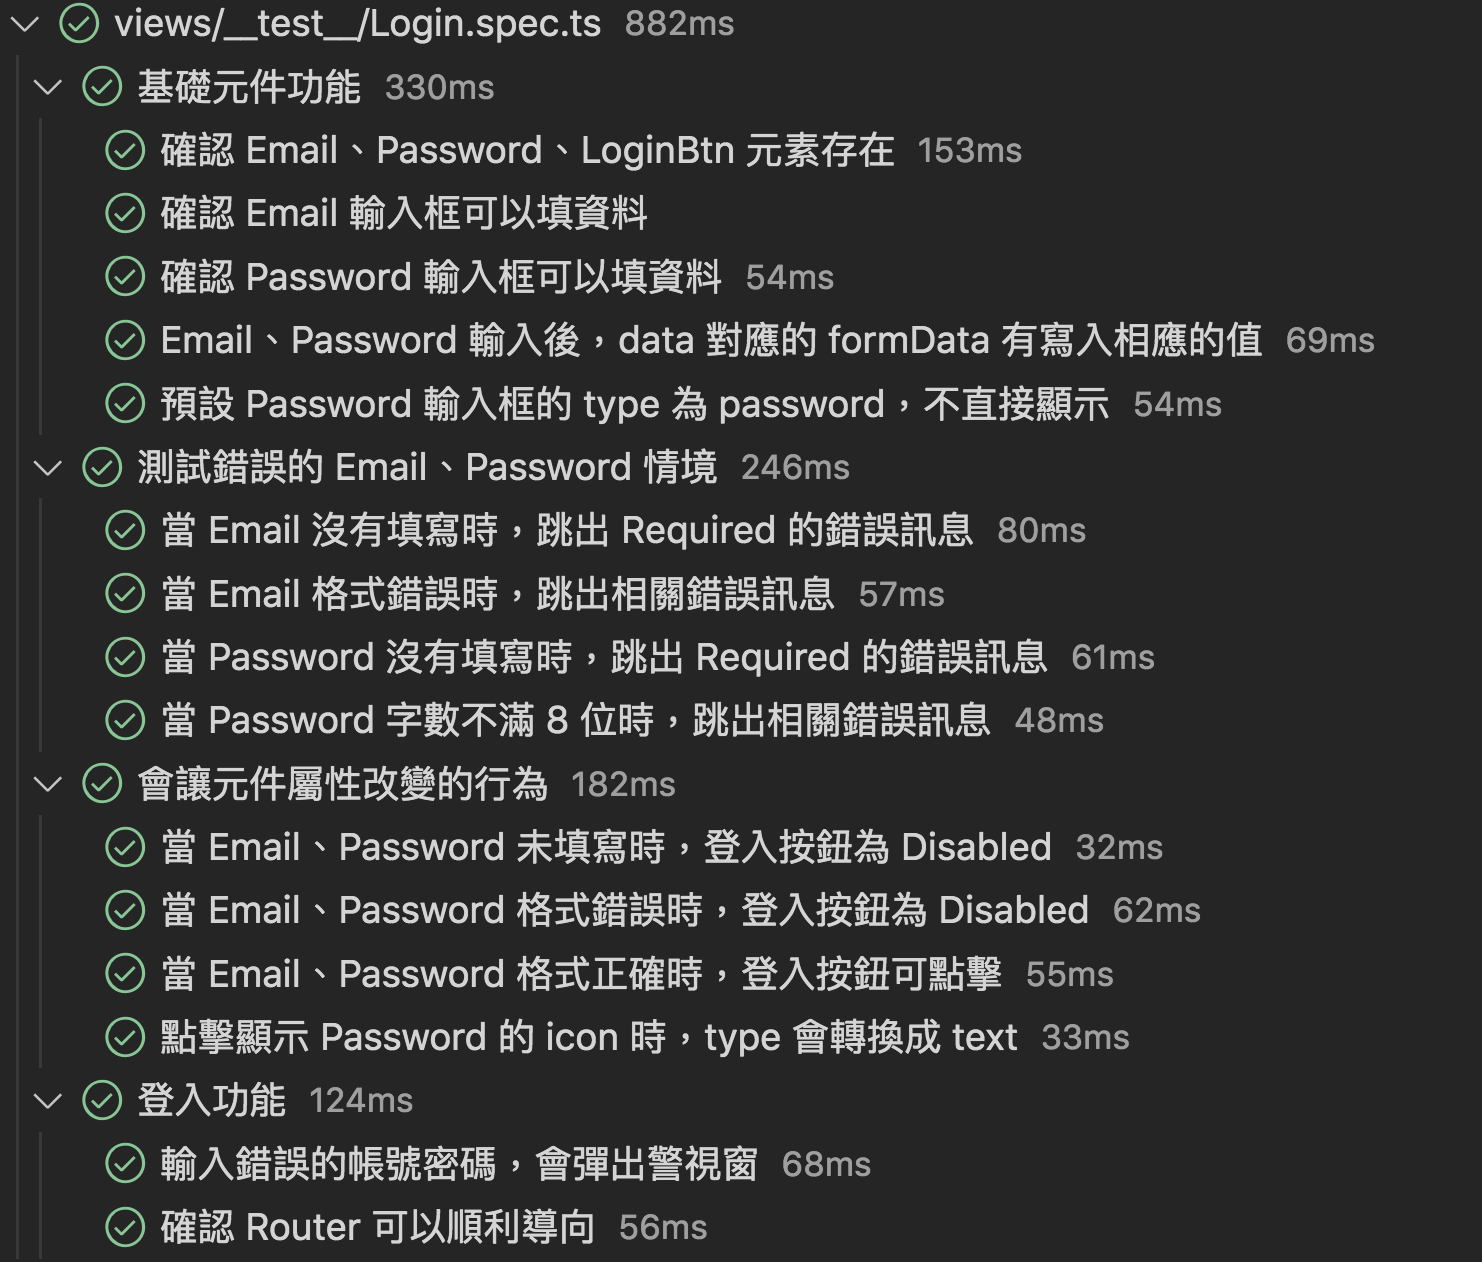 views/__test__/Login.spec.ts 882ms
基礎元件功能 330ms
確認 Email、Password、LoginBtn 元素存在 153ms
確認 Email 輸入框可以填資料
確認 Password 輸入框可以填資料 54ms
Email、Password 輸入後，data 對應的 formData 有寫入相應的值 69ms
預設 Password 輸入框的 type 為 password，不直接顯示 54ms
測試錯誤的 Email、Password 情境 246ms
當 Email 沒有填寫時，跳出 Required 的錯誤訊息 80ms
當 Email 格式錯誤時，跳出相關錯誤訊息 57ms
當 Password 沒有填寫時，跳出 Required 的錯誤訊息 61ms
當 Password 字數不滿 8 位時，跳出相關錯誤訊息 48ms
會讓元件屬性改變的行為 182ms
當 Email、Password 未填寫時，登入按鈕為 Disabled 32ms
當 Email、Password 格式錯誤時，登入按鈕為 Disabled 62ms
當 Email、Password 格式正確時，登入按鈕可點擊 55ms
點擊顯示 Password 的 icon 時，type 會轉換成 text 33ms
登入功能 124ms
輸入錯誤的帳號密碼，會彈出警視窗 68ms
確認 Router 可以順利導向 56ms